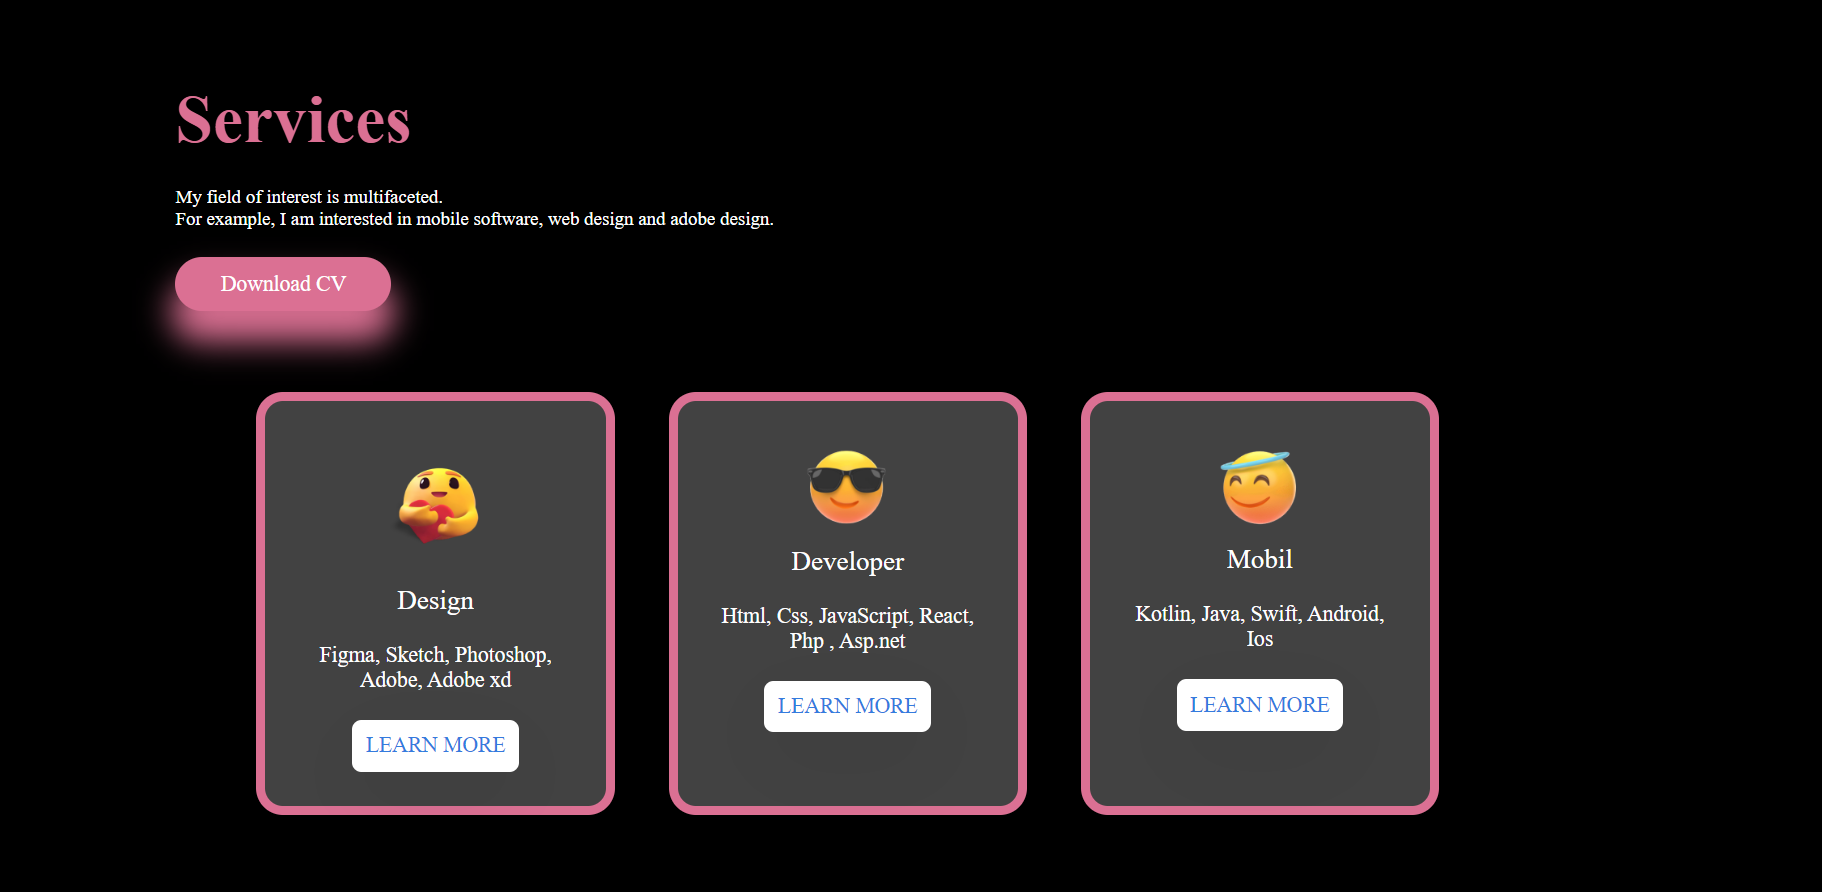 Services
My field of interest is multifaceted.
For example, I am interested in mobile software, web design and adobe design.
Download CV
Design
Figma, Sketch, Photoshop,
Adobe, Adobe xd
LEARN MORE
Developer
Html, Css, JavaScript, React,
Php , Asp.net
LEARN MORE
Mobil
Kotlin, Java, Swift, Android,
Ios
LEARN MORE